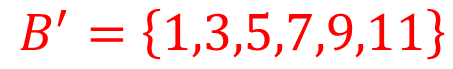 B′ = {1,3,5,7,9,11}